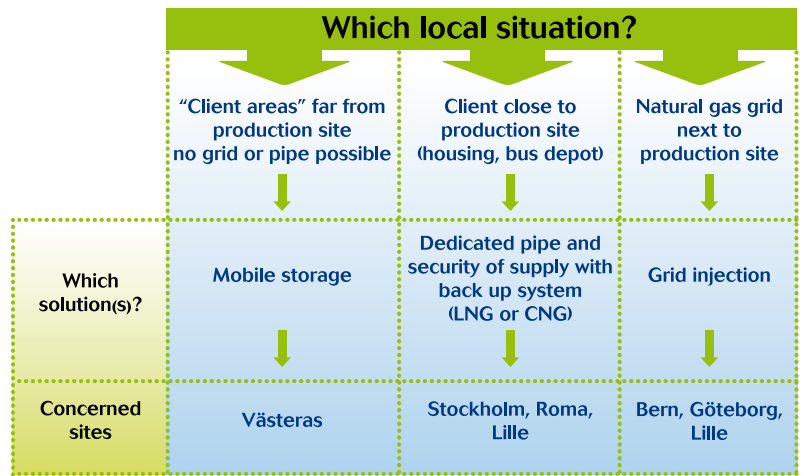 Which local situation?
“Client areas” far from
production site
no grid or pipe possible
Client close to
production site
(housing, bus depot)
Natural gas grid
next to
production site
Which
solution(s)?
Mobile storage
Dedicated pipe and
security of supply with
back up system
(LNG or CNG)
Grid injection
Concerned
sites
Västeras
Stockholm, Roma,
Lille
Bern, Göteborg,
Lille